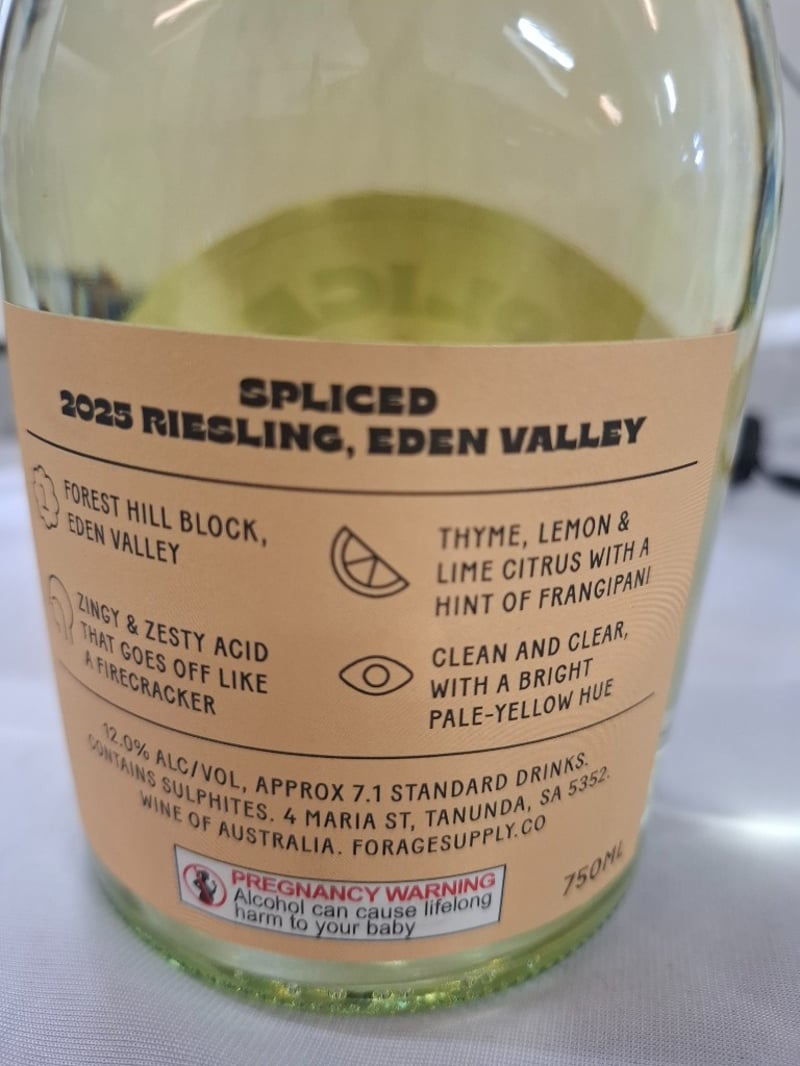 SPLICED
2025 RIESLING, EDEN VALLEY
1
FOREST HILL BLOCK,
EDEN VALLEY
ZINGY & ZESTY ACID
THAT GOES OFF LIKE
A FIRECRACKER
THYME, LEMON &
LIME CITRUS WITH A
HINT OF FRANGIPANI
CLEAN AND CLEAR,
WITH A BRIGHT
PALE-YELLOW HUE
12.0% ALC/VOL, APPROX 7.1 STANDARD DRINKS.
CONTAINS SULPHITES. 4 MARIA ST, TANUNDA, SA 5352.
WINE OF AUSTRALIA. FORAGESUPPLY.CO
750ML
PREGNANCY WARNING
Alcohol can cause lifelong
harm to your baby